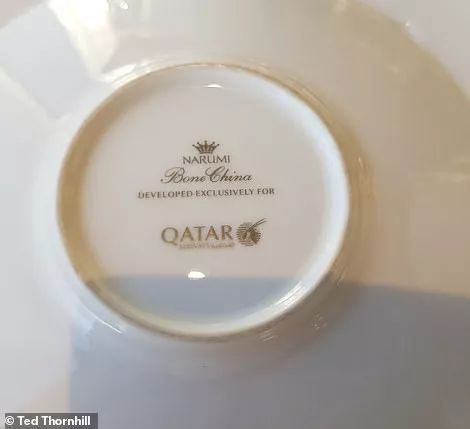 NARUMI
Bone China
DEVELOPED EXCLUSIVELY FOR
QATAR
© Ted Thornhill